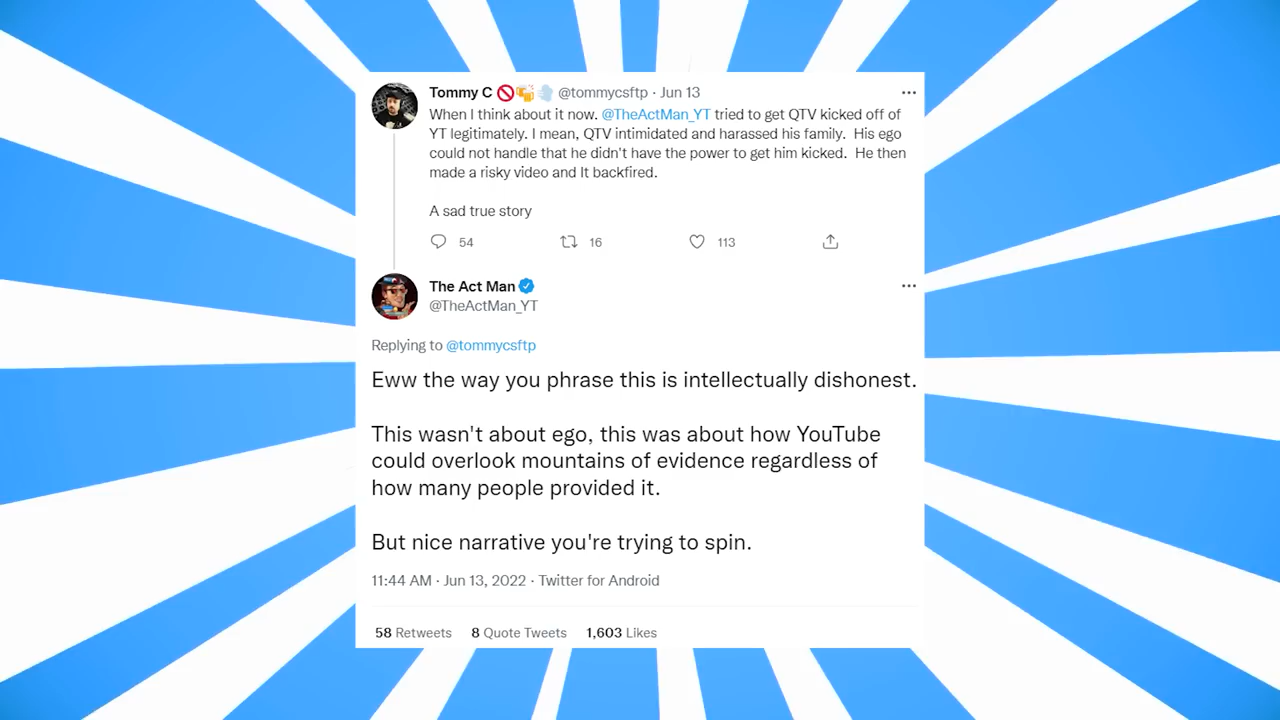 Tommy C 🚫🍻💨 @tommycsftp · Jun 13
When I think about it now. @TheActMan_YT tried to get QTV kicked off of
YT legitimately. I mean, QTV intimidated and harassed his family. His ego
could not handle that he didn't have the power to get him kicked. He then
made a risky video and It backfired.
A sad true story
54 16 113
The Act Man
@TheActMan_YT
Replying to @tommycsftp
Eww the way you phrase this is intellectually dishonest.
This wasn't about ego, this was about how YouTube
could overlook mountains of evidence regardless of
how many people provided it.
But nice narrative you're trying to spin.
11:44 AM · Jun 13, 2022 · Twitter for Android
58 Retweets 8 Quote Tweets 1,603 Likes